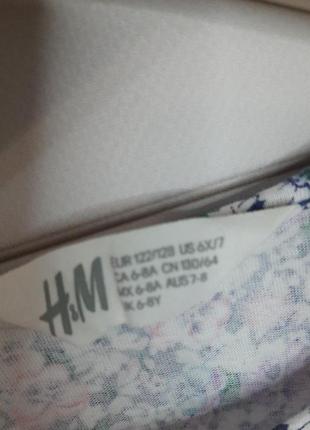 H&M
EUR 122/128 US 6X/7
CA 6-8A CN 130/64
MX 6-8A AUS 7-8
UK 6-8Y